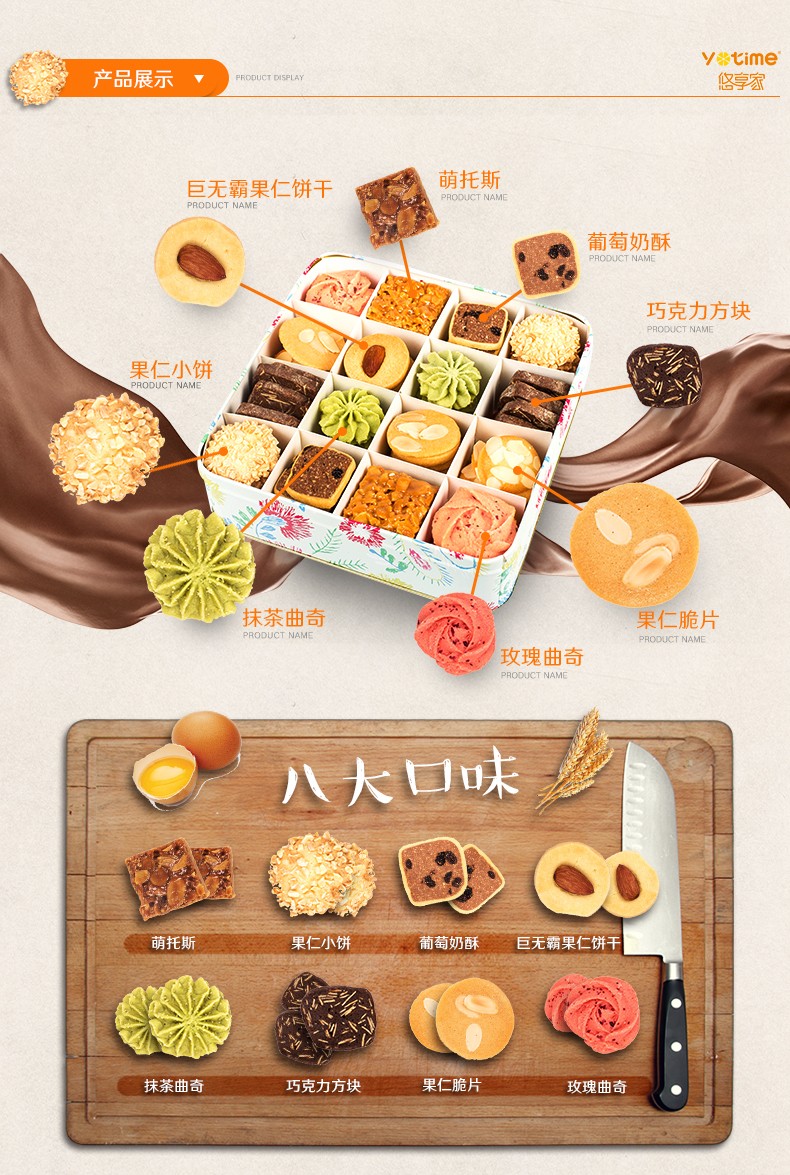 产品展示 ▼
PRODUCT DISPLAY
yotime
悠享家
巨无霸果仁饼干
PRODUCT NAME
萌托斯
PRODUCT NAME
葡萄奶酥
PRODUCT NAME
巧克力方块
PRODUCT NAME
果仁小饼
PRODUCT NAME
抹茶曲奇
PRODUCT NAME
玫瑰曲奇
PRODUCT NAME
果仁脆片
PRODUCT NAME
八大口味
萌托斯
果仁小饼
葡萄奶酥
巨无霸果仁饼干
抹茶曲奇
巧克力方块
果仁脆片
玫瑰曲奇